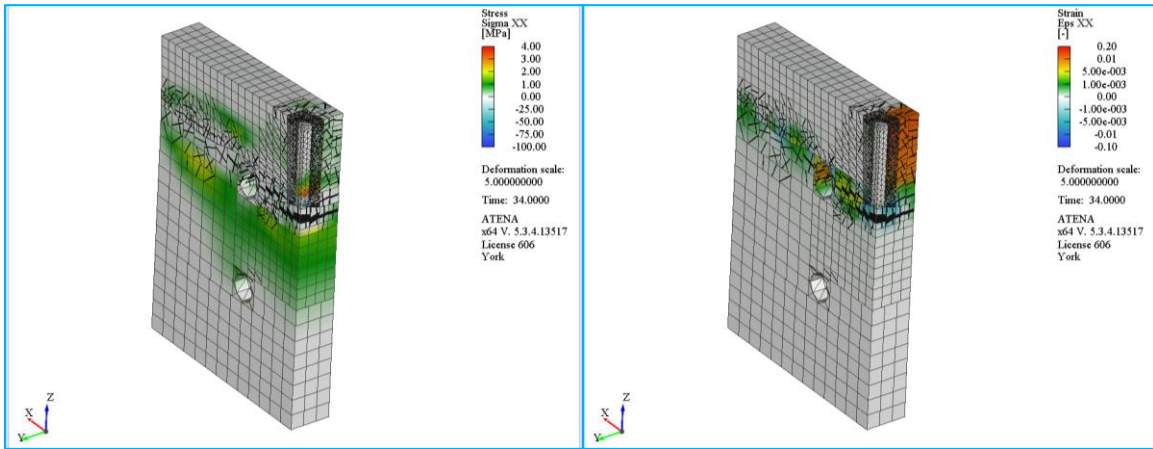 Stress
Sigma XX
[MPa]
4.00
3.00
2.00
1.00
0.00
-25.00
-50.00
-75.00
-100.00
Deformation scale:
5.000000000
Time: 34.0000
ATENA
x64 V. 5.3.4.13517
License 606
York
Z
X
Y
Strain
Eps XX
[-]
0.20
0.01
5.00e-003
1.00e-003
0.00
-1.00e-003
-5.00e-003
-0.01
-0.10
Deformation scale:
5.000000000
Time: 34.0000
ATENA
x64 V. 5.3.4.13517
License 606
York
Z
X
Y